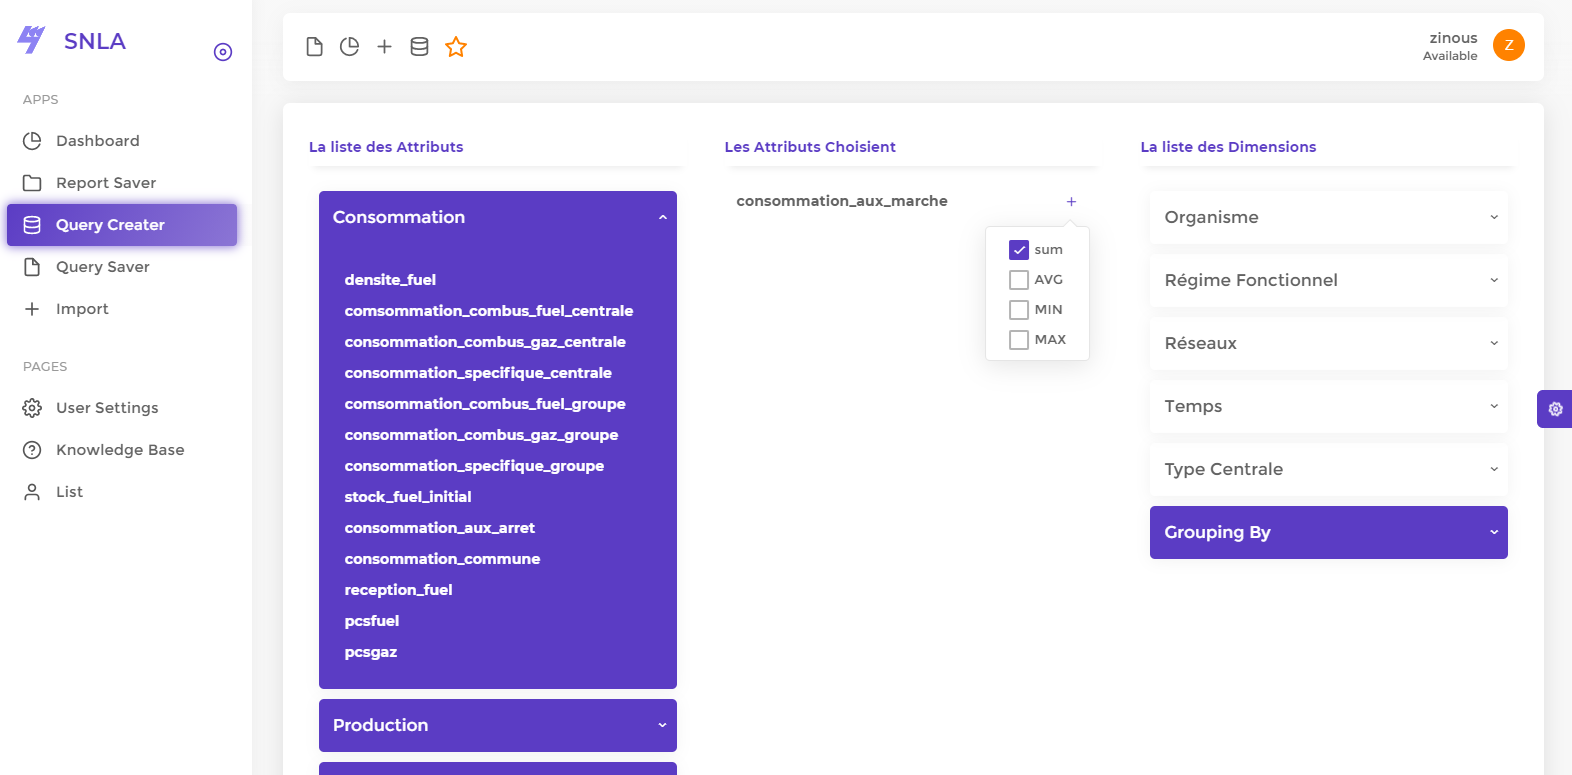 SNLA
APPS
Dashboard
Report Saver
Query Creater
Query Saver
Import
PAGES
User Settings
Knowledge Base
List
zinous
Available
Z
La liste des Attributs
Consommation
densite_fuel
comsommation_combus_fuel_centrale
consommation_combus_gaz_centrale
consommation_specifique_centrale
comsommation_combus_fuel_groupe
consommation_combus_gaz_groupe
consommation_specifique_groupe
stock_fuel_initial
consommation_aux_arret
consommation_commune
reception_fuel
pcsfuel
pcsgaz
Production
Les Attributs Choisient
consommation_aux_marche
sum
AVG
MIN
MAX
La liste des Dimensions
Organisme
Régime Fonctionnel
Réseaux
Temps
Type Centrale
Grouping By